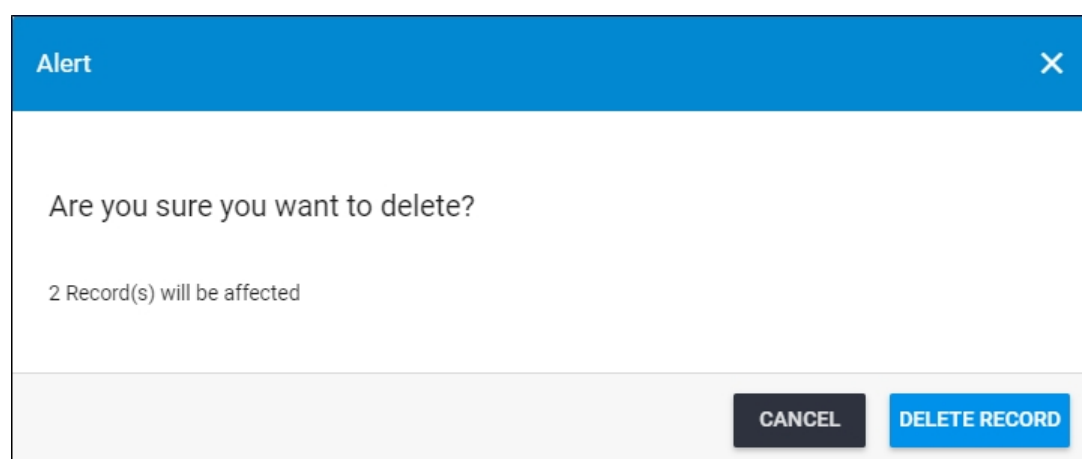 Alert
Are you sure you want to delete?
2 Record(s) will be affected
CANCEL
DELETE RECORD